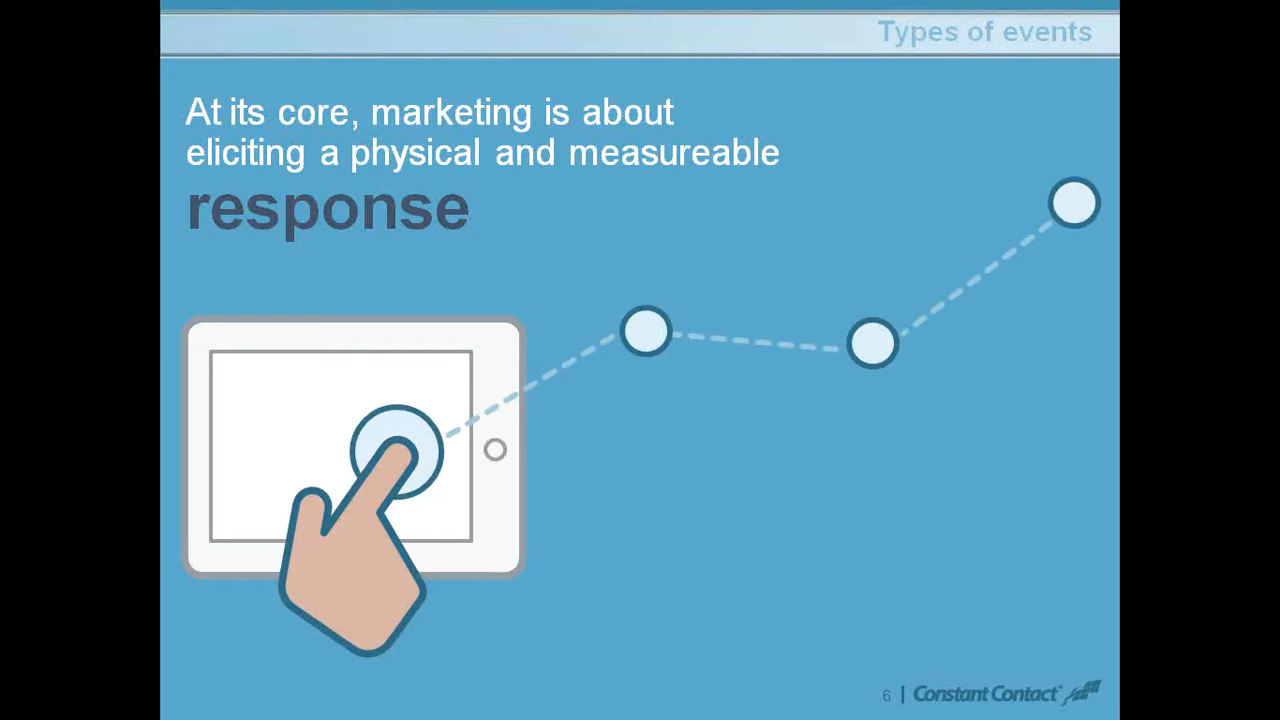 Types of events
At its core, marketing is about
eliciting a physical and measureable
response
6 | Constant Contact